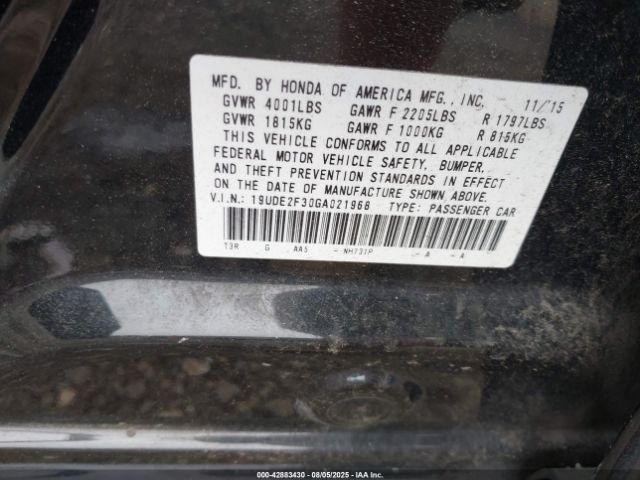 MFD. BY HONDA OF AMERICA MFG., INC. 11/'15
GVWR 4001LBS GAWR F 2205LBS R 1797LBS
GVWR 1815KG GAWR F 1000KG R 815KG
THIS VEHICLE CONFORMS TO ALL APPLICABLE
FEDERAL MOTOR VEHICLE SAFETY, BUMPER,
AND THEFT PREVENTION STANDARDS IN EFFECT
ON THE DATE OF MANUFACTURE SHOWN ABOVE.
V.I.N.: 19UDE2F30GA021968 TYPE: PASSENGER CAR
T3R G AA5 - NH731P - A - A
000-42883430 - 08/05/2025 - IAA Inc.